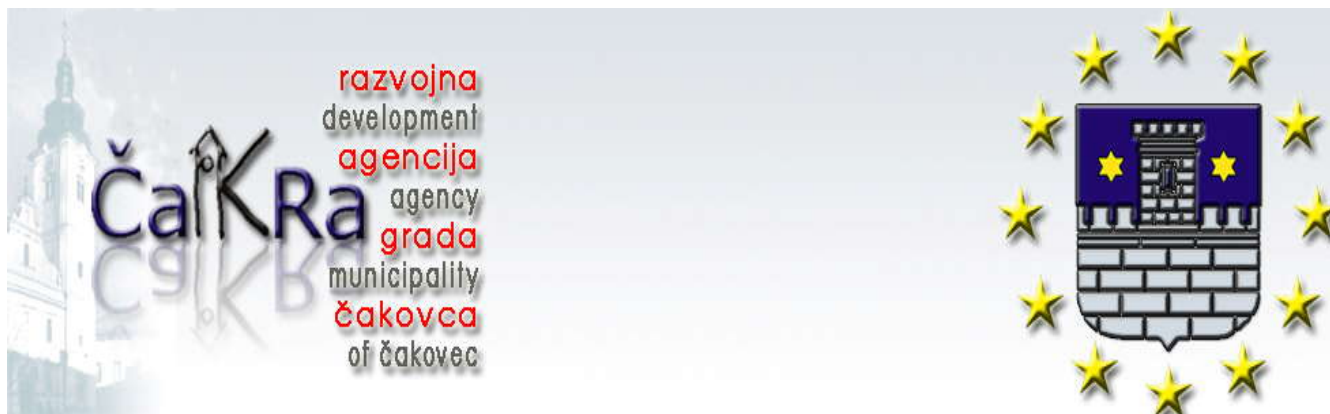 ČaKRa
razvojna
development
agencija
agency
grada
municipality
čakovca
of čakovec